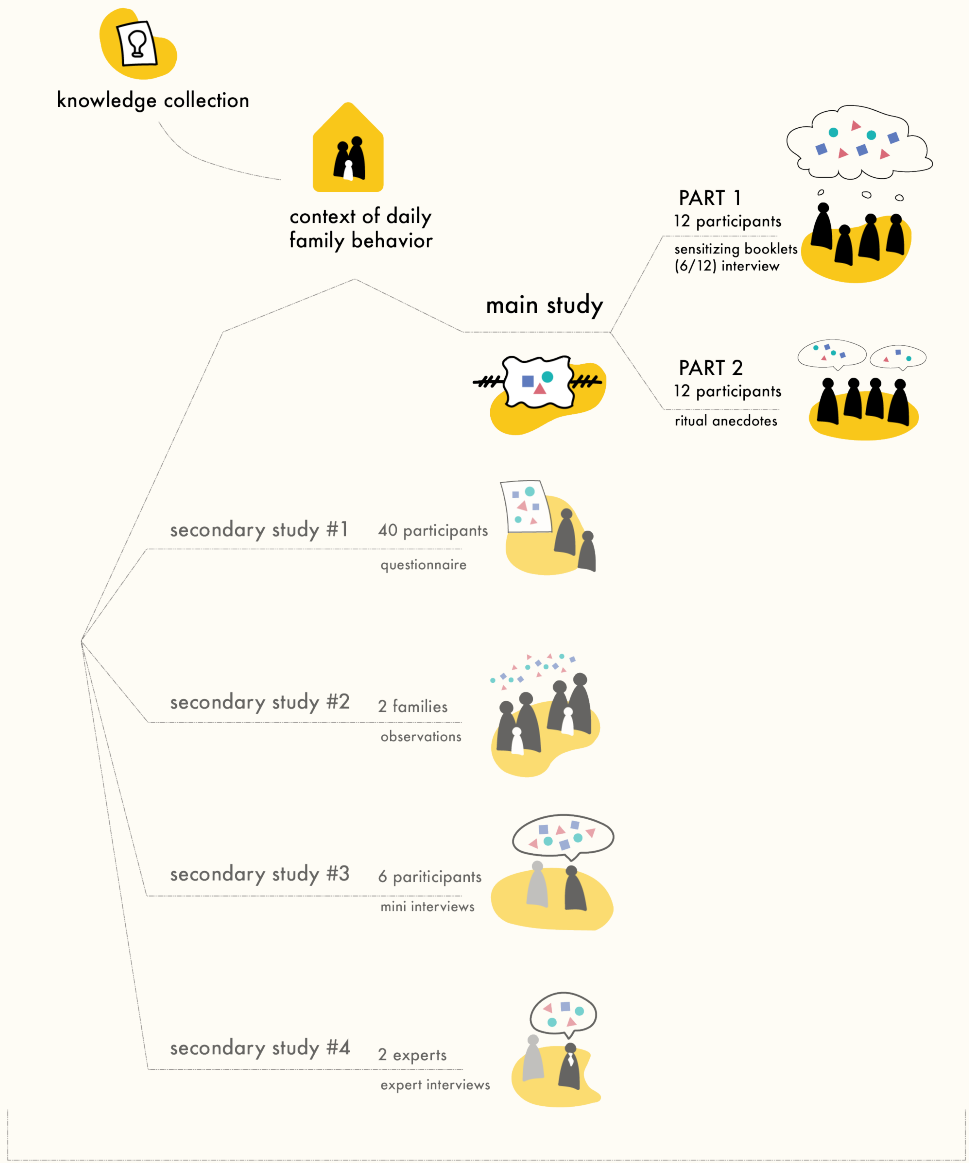 knowledge collection
context of daily
family behavior
main study
PART 1
12 participants
sensitizing booklets
(6/12) interview
PART 2
12 participants
ritual anecdotes
secondary study #1
40 participants
questionnaire
secondary study #2
2 families
observations
secondary study #3
6 pariticipants
mini interviews
secondary study #4
2 experts
expert interviews